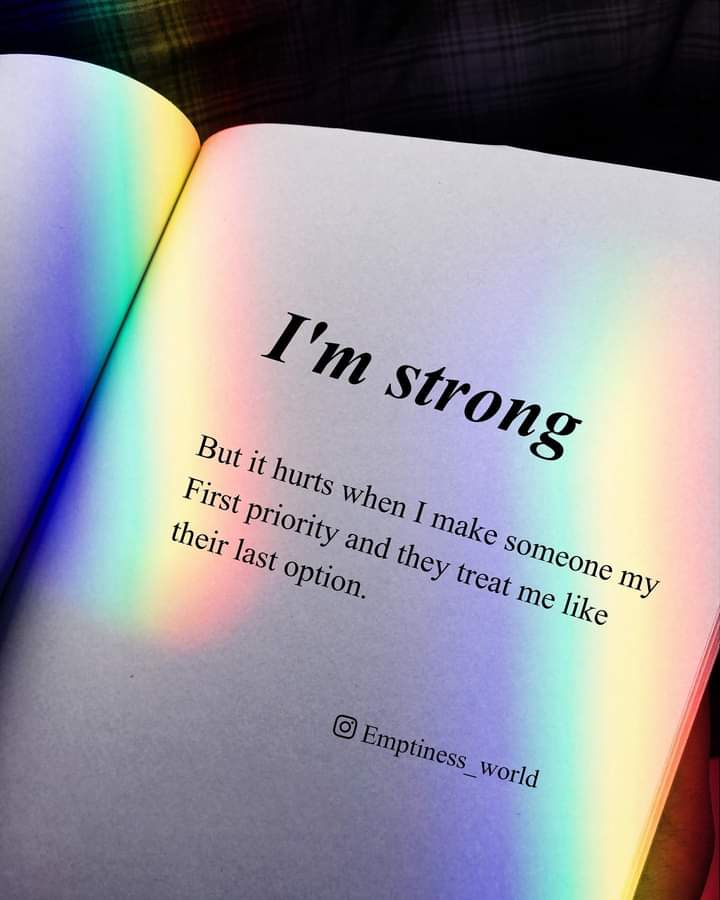 I'm strong
But it hurts when I make someone my
First priority and they treat me like
their last option.
Emptiness_world